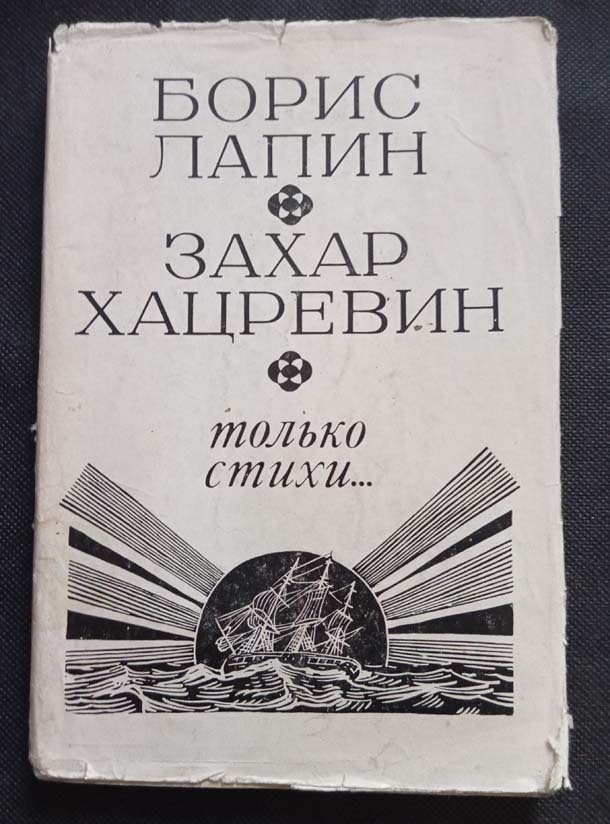 БОРИС
ЛАПИН
ЗАХАР
ХАЦРЕВИН
только
стихи...